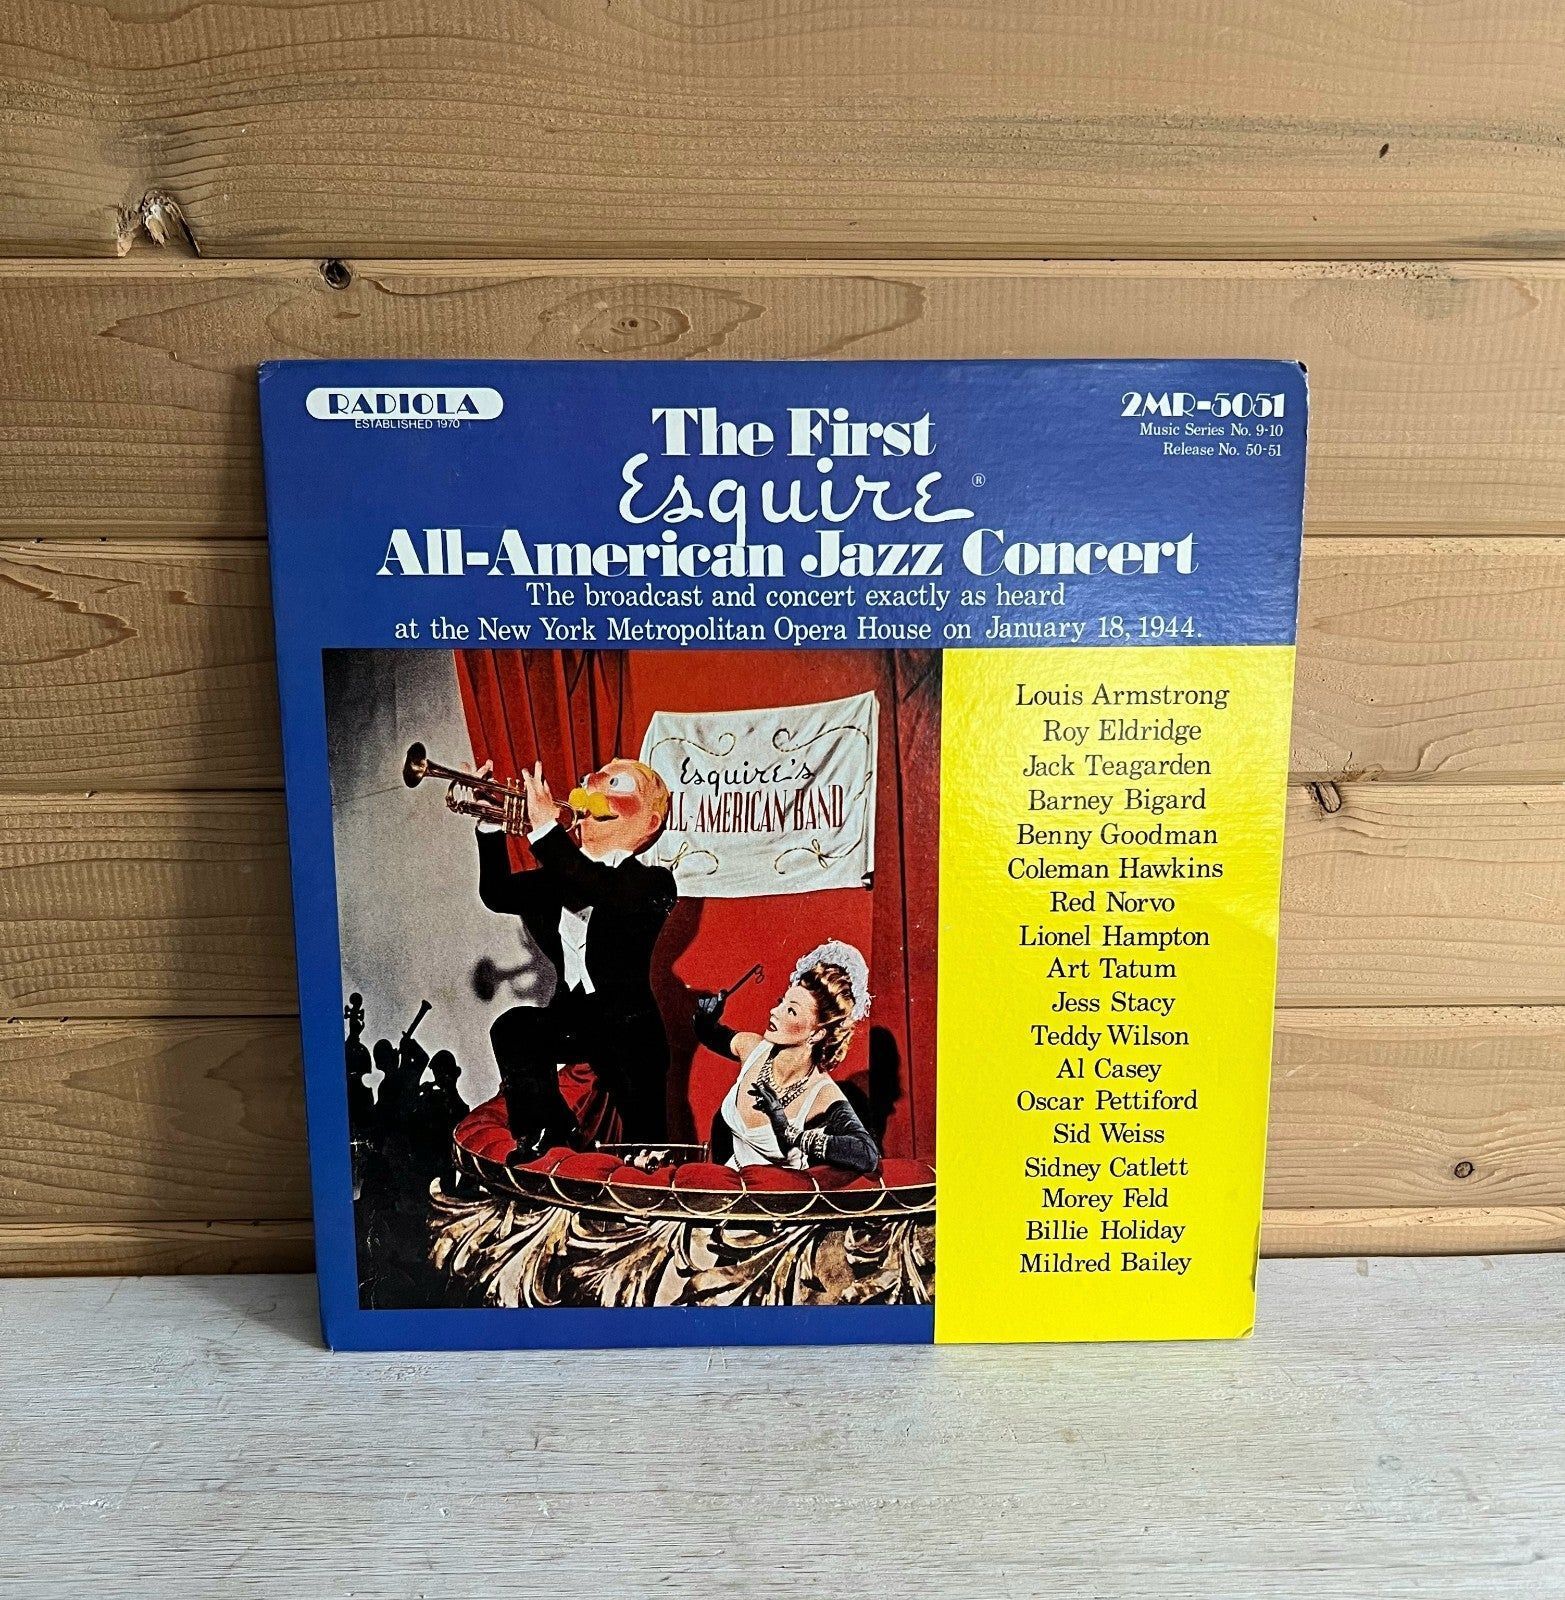 RADIOLA
ESTABLISHED 1970
2MR-5051
Music Series No. 9-10
Release No. 50-51
The First
Esquire ®
All-American Jazz Concert
The broadcast and concert exactly as heard
at the New York Metropolitan Opera House on January 18, 1944.
Esquire's
LL-AMERICAN BAND
Louis Armstrong
Roy Eldridge
Jack Teagarden
Barney Bigard
Benny Goodman
Coleman Hawkins
Red Norvo
Lionel Hampton
Art Tatum
Jess Stacy
Teddy Wilson
Al Casey
Oscar Pettiford
Sid Weiss
Sidney Catlett
Morey Feld
Billie Holiday
Mildred Bailey